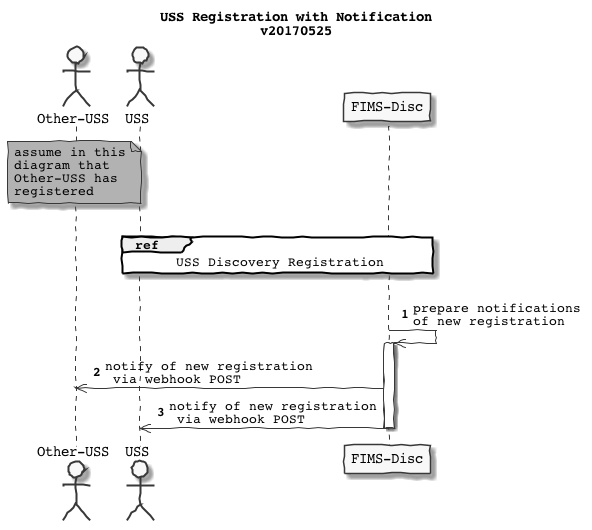 USS Registration with Notification
v20170525
Other-USS
USS
FIMS-Disc
assume in this
diagram that
Other-USS has
registered
ref
USS Discovery Registration
1 prepare notifications
of new registration
2 notify of new registration
via webhook POST
3 notify of new registration
via webhook POST
Other-USS
USS
FIMS-Disc